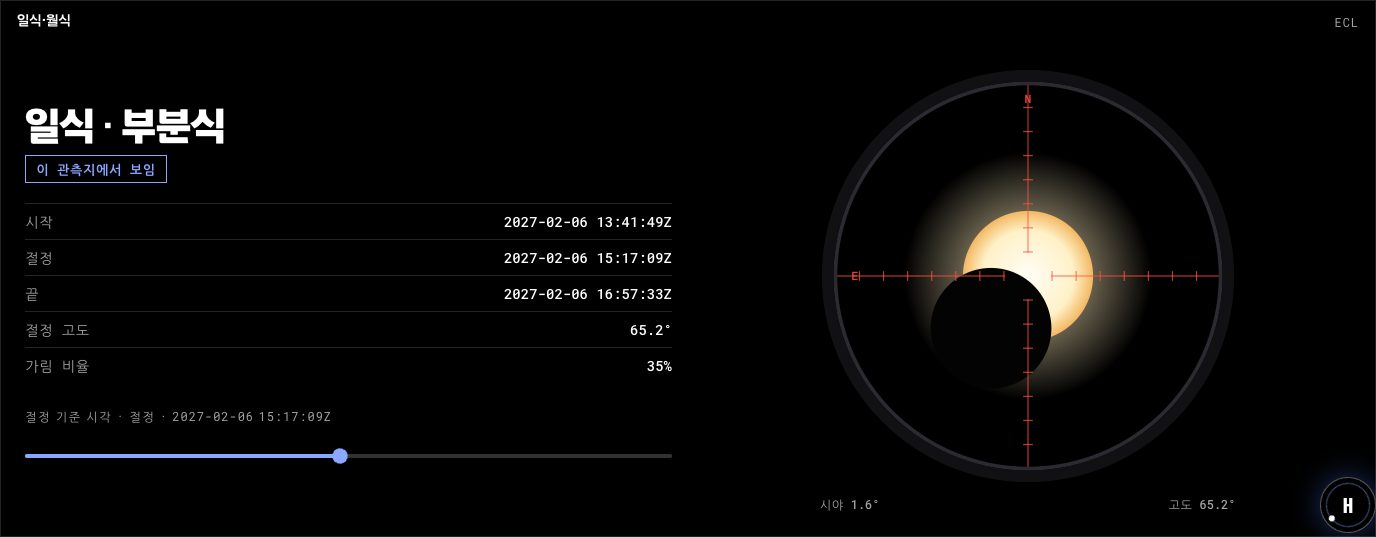 일식·월식
ECL
일식 · 부분식
이 관측지에서 보임
시작 2027-02-06 13:41:49Z
절정 2027-02-06 15:17:09Z
끝 2027-02-06 16:57:33Z
절정 고도 65.2°
가림 비율 35%
절정 기준 시각 · 절정 · 2027-02-06 15:17:09Z
N
E
시야 1.6°
고도 65.2°
H